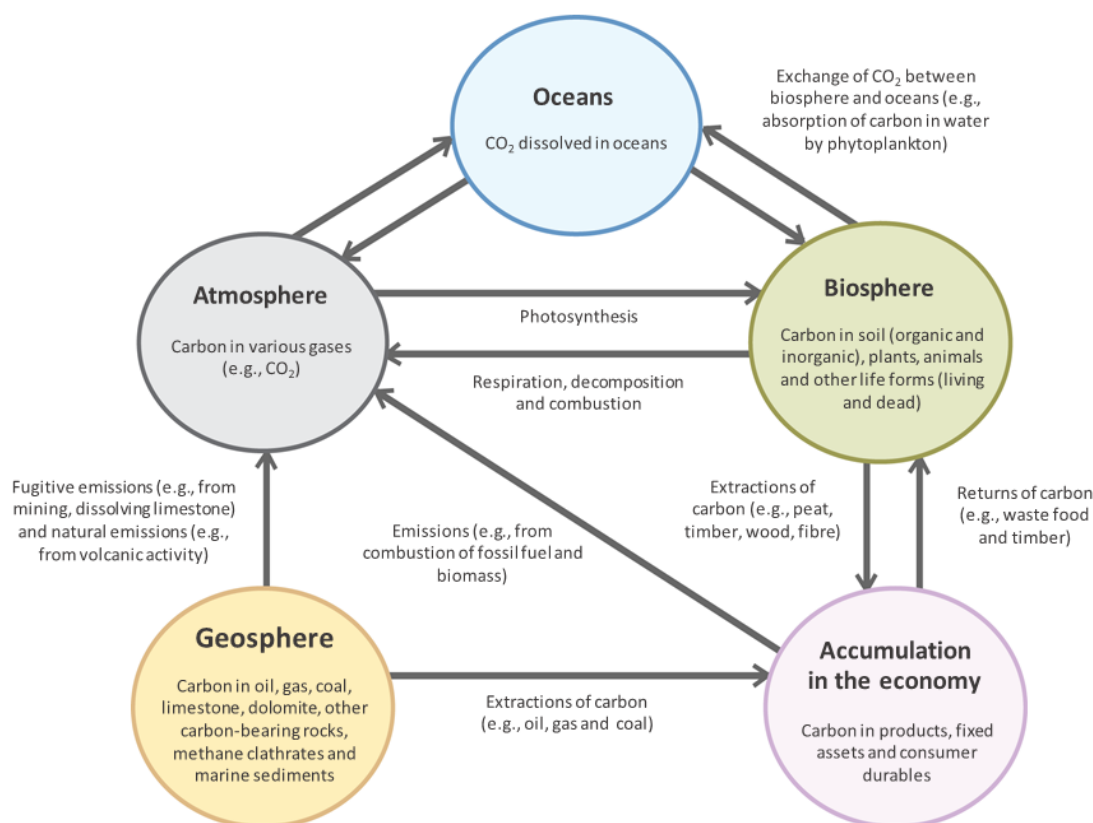 Oceans
CO₂ dissolved in oceans
Exchange of CO₂ between
biosphere and oceans (e.g.,
absorption of carbon in water
by phytoplankton)
Atmosphere
Carbon in various gases
(e.g., CO₂)
Photosynthesis
Respiration, decomposition
and combustion
Biosphere
Carbon in soil (organic and
inorganic), plants, animals
and other life forms (living
and dead)
Fugitive emissions (e.g., from
mining, dissolving limestone)
and natural emissions (e.g.,
from volcanic activity)
Emissions (e.g., from
combustion of fossil fuel and
biomass)
Extractions of
carbon (e.g., peat,
timber, wood, fibre)
Returns of carbon
(e.g., waste food
and timber)
Geosphere
Carbon in oil, gas, coal,
limestone, dolomite, other
carbon-bearing rocks,
methane clathrates and
marine sediments
Extractions of carbon
(e.g., oil, gas and coal)
Accumulation
in the economy
Carbon in products, fixed
assets and consumer
durables